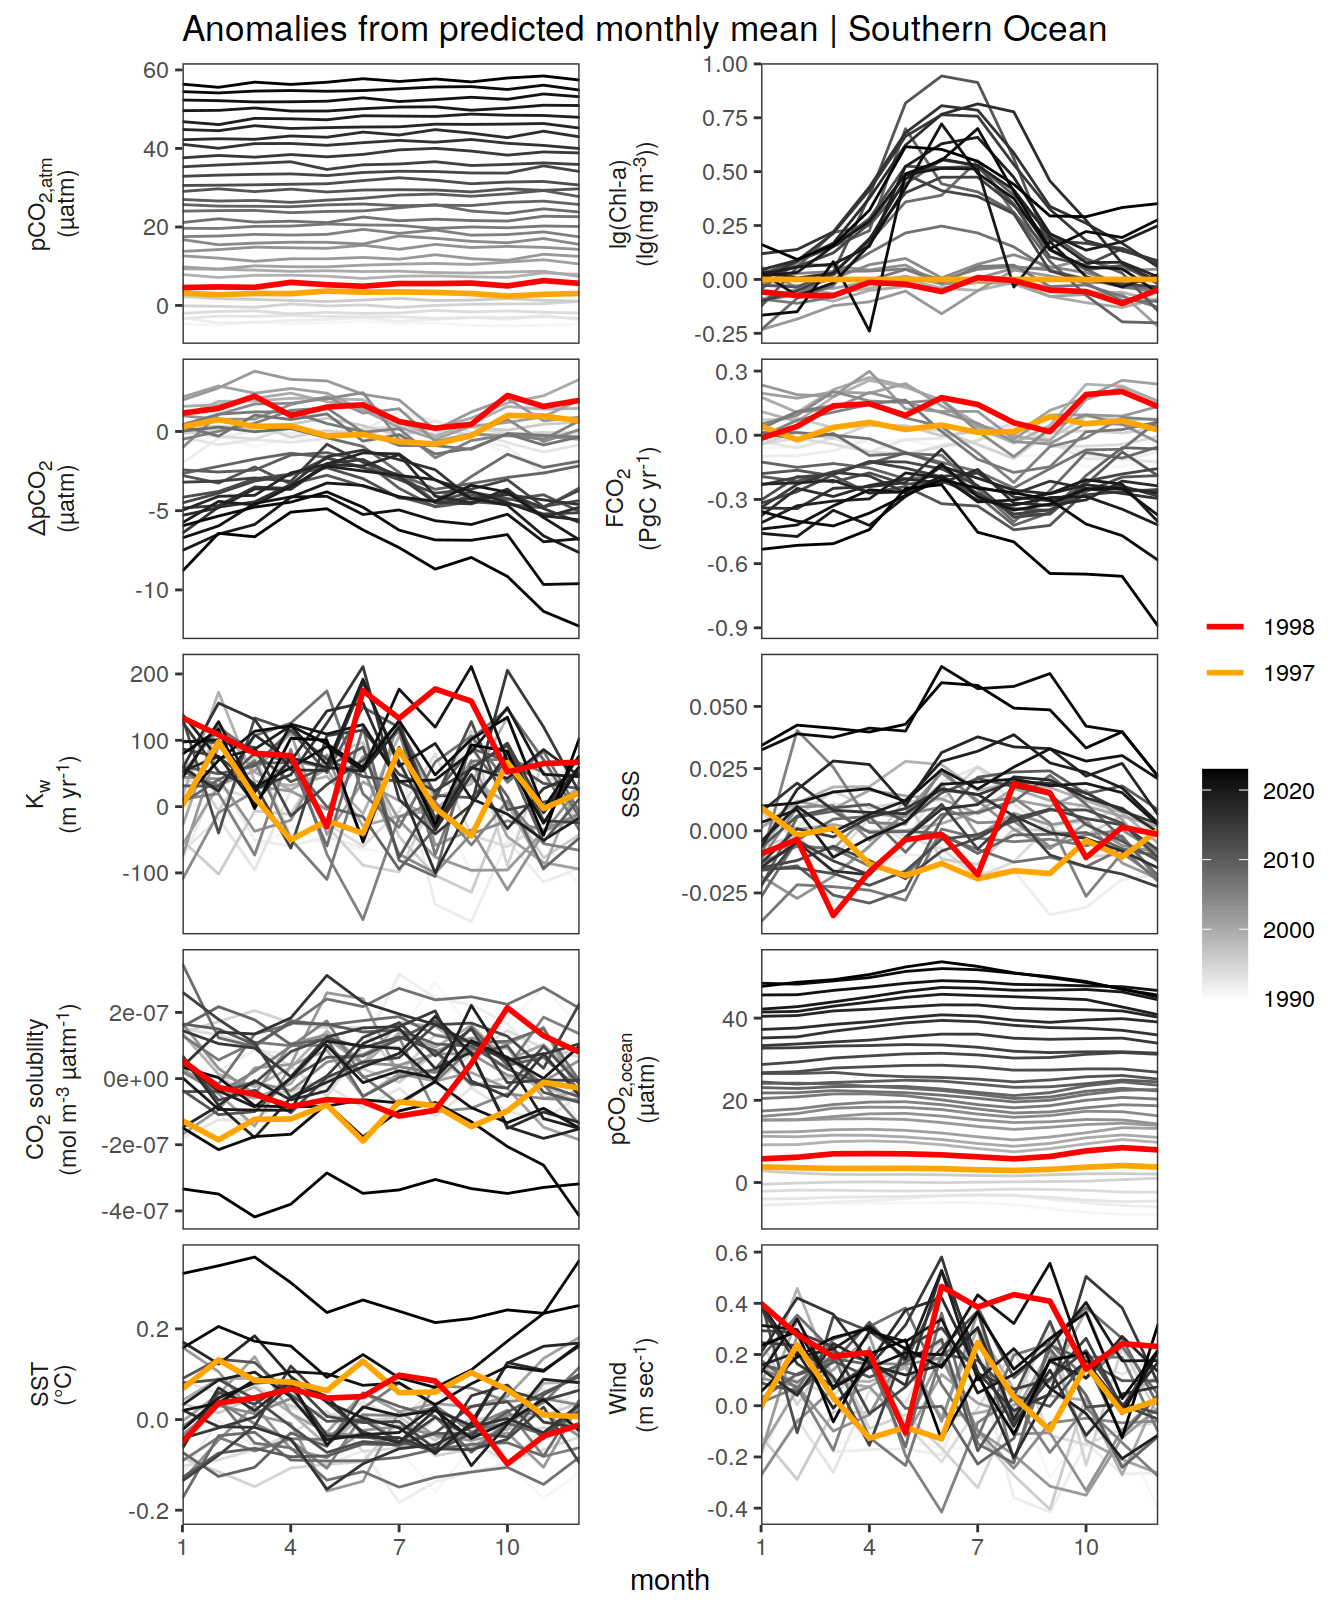 Anomalies from predicted monthly mean | Southern Ocean
pCO2,atm
(µatm)
60
40
20
0
lg(Chl-a)
(lg(mg m-3))
1.00
0.75
0.50
0.25
0.00
-0.25
ΔpCO2
(µatm)
0
-5
-10
FCO2
(PgC yr-1)
0.3
0.0
-0.3
-0.6
-0.9
Kw
(m yr-1)
200
100
0
-100
SSS
0.050
0.025
0.000
-0.025
CO2 solubility
(mol m-3 µatm-1)
2e-07
0e+00
-2e-07
-4e-07
pCO2,ocean
(µatm)
40
20
0
SST
(°C)
0.2
0.0
-0.2
1 4 7 10
Wind
(m sec-1)
0.6
0.4
0.2
0.0
-0.2
-0.4
1 4 7 10
month
1998
1997
2020
2010
2000
1990